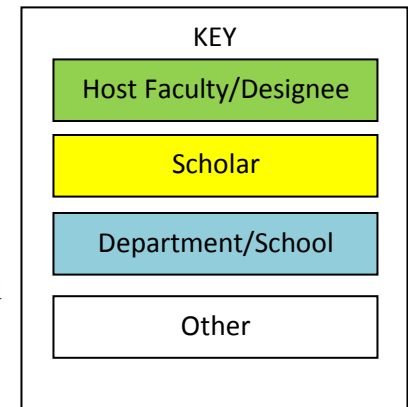 KEY
Host Faculty/Designee
Scholar
Department/School
Other